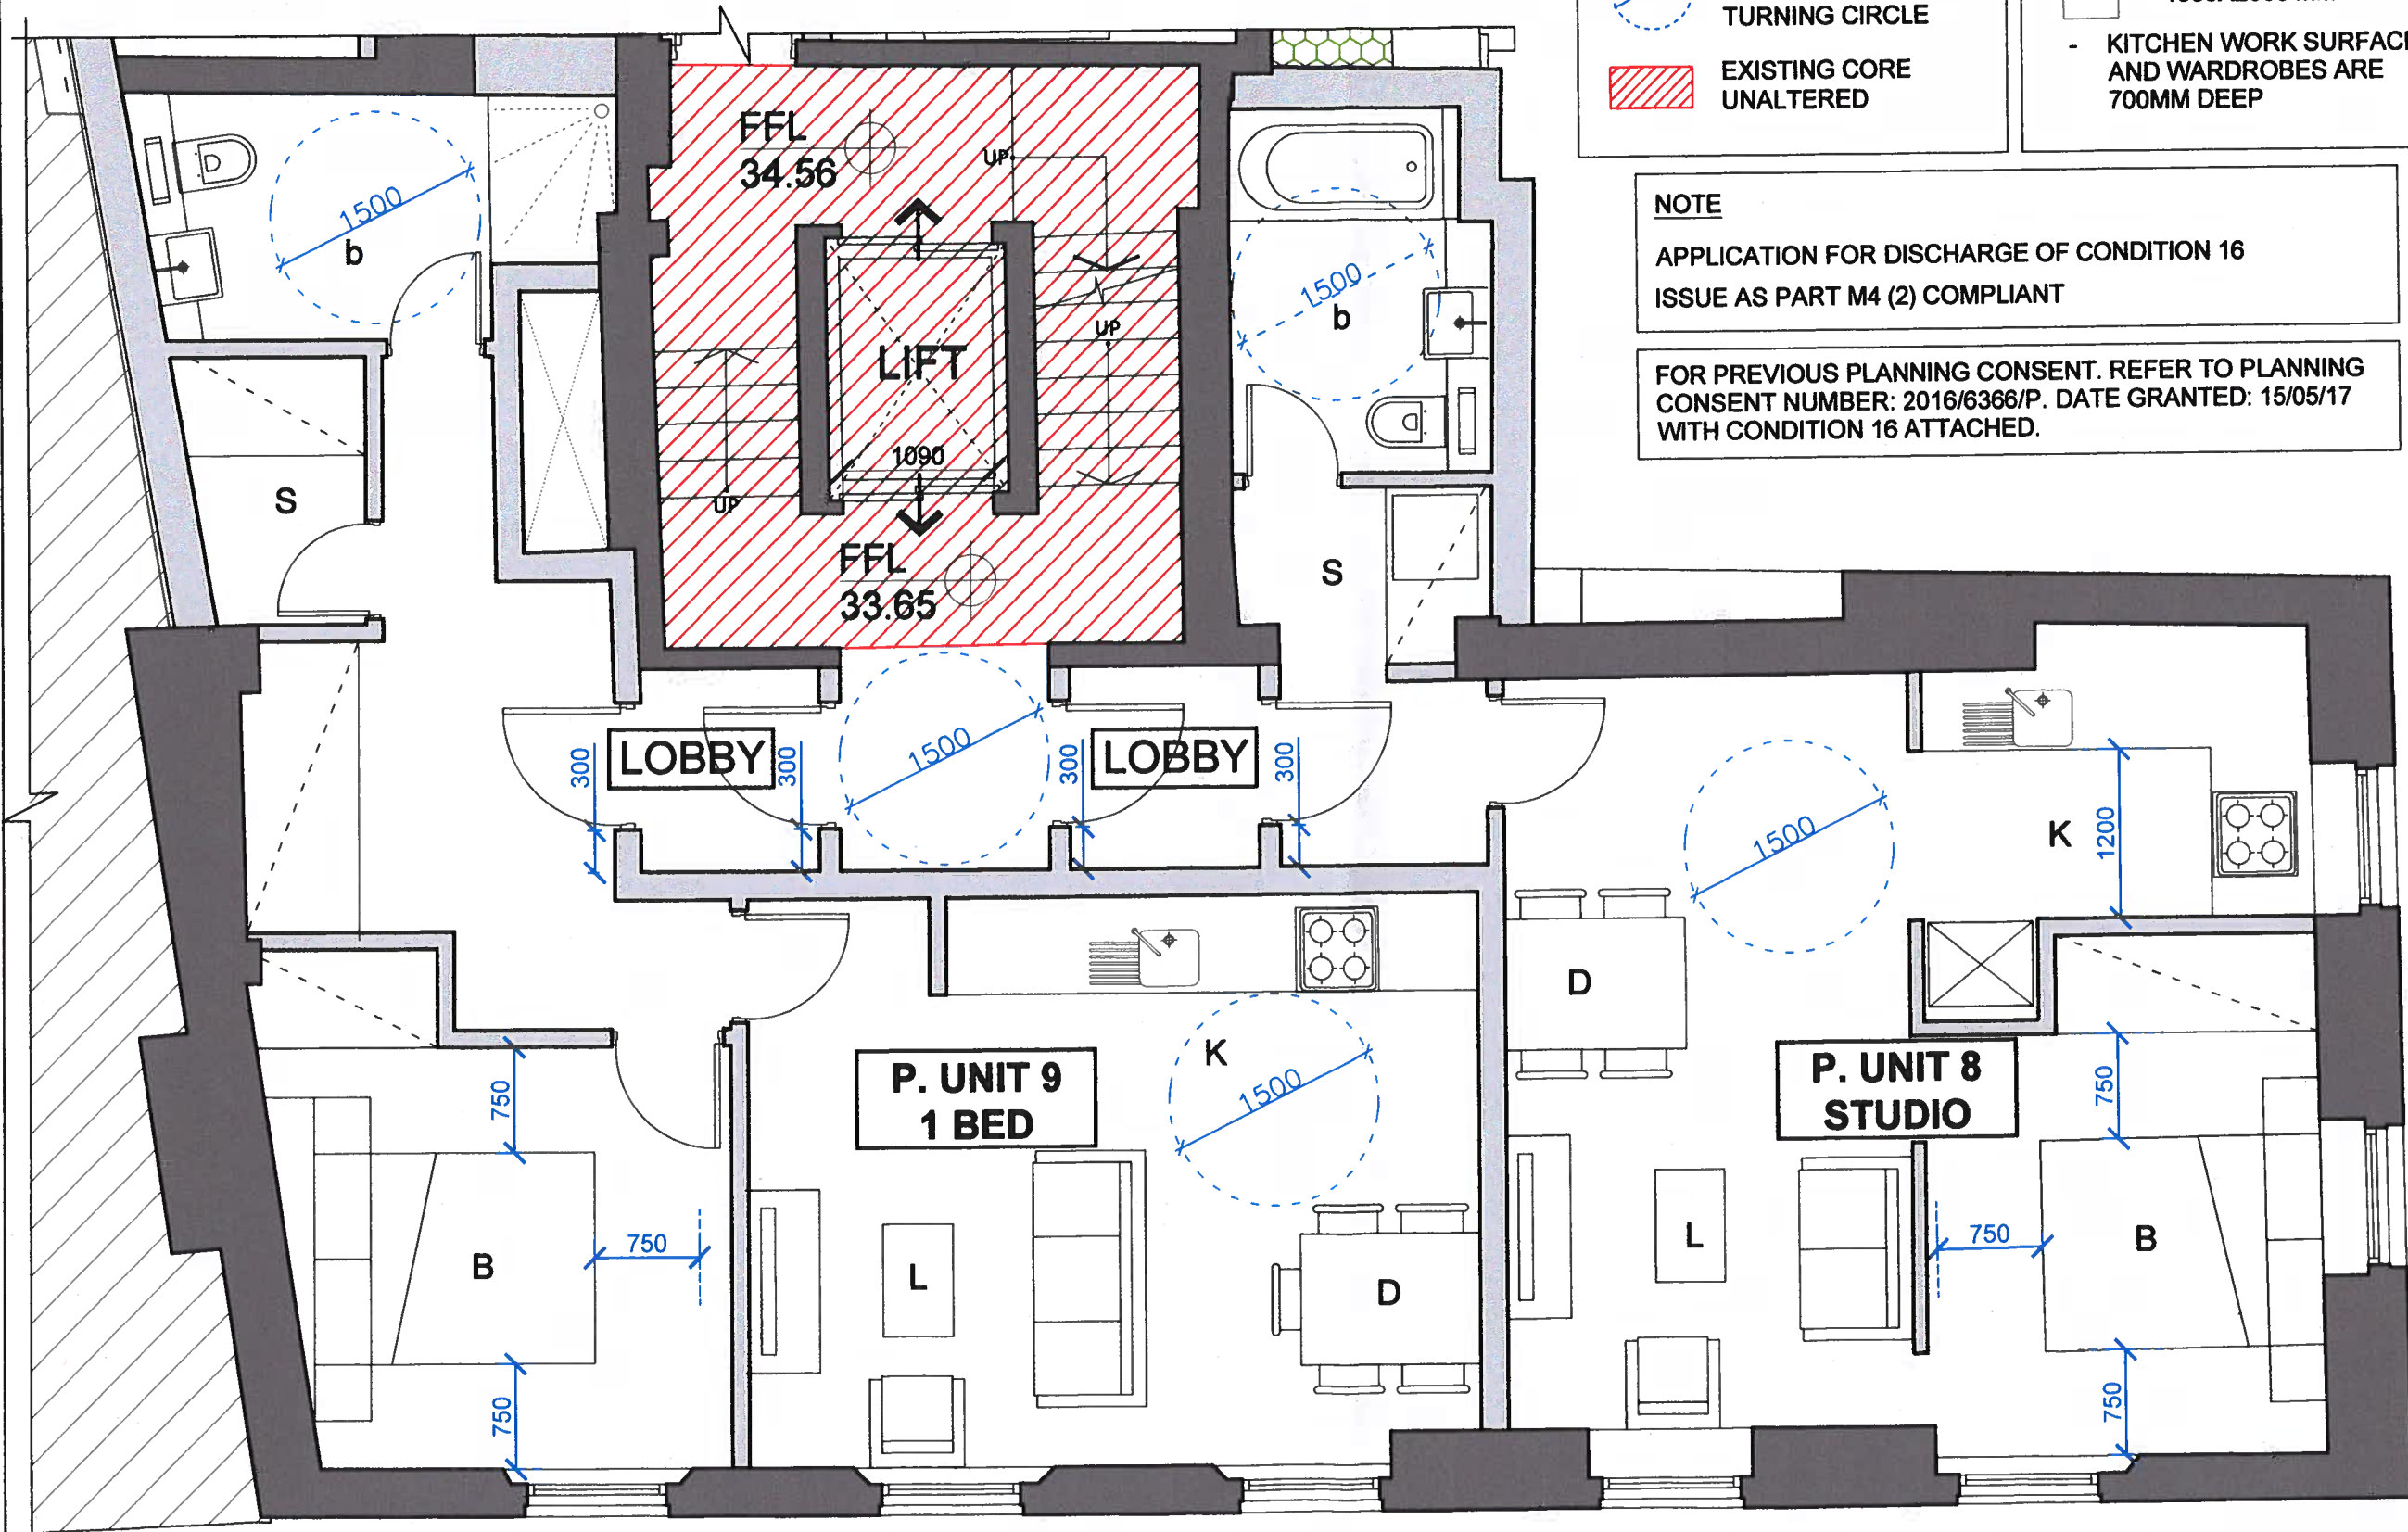 TURNING CIRCLE
EXISTING CORE
UNALTERED
- KITCHEN WORK SURFACE
AND WARDROBES ARE
700MM DEEP
NOTE
APPLICATION FOR DISCHARGE OF CONDITION 16
ISSUE AS PART M4 (2) COMPLIANT
FOR PREVIOUS PLANNING CONSENT. REFER TO PLANNING
CONSENT NUMBER: 2016/6366/P. DATE GRANTED: 15/05/17
WITH CONDITION 16 ATTACHED.
FFL
34.56
UP
1500
b
1500
b
UP
LIFT
1090
UP
S
S
FFL
33.65
LOBBY
LOBBY
300
300
300
300
1500
1500
K
1200
D
P. UNIT 9
1 BED
K
1500
P. UNIT 8
STUDIO
750
750
B
750
L
D
L
750
B
750
750